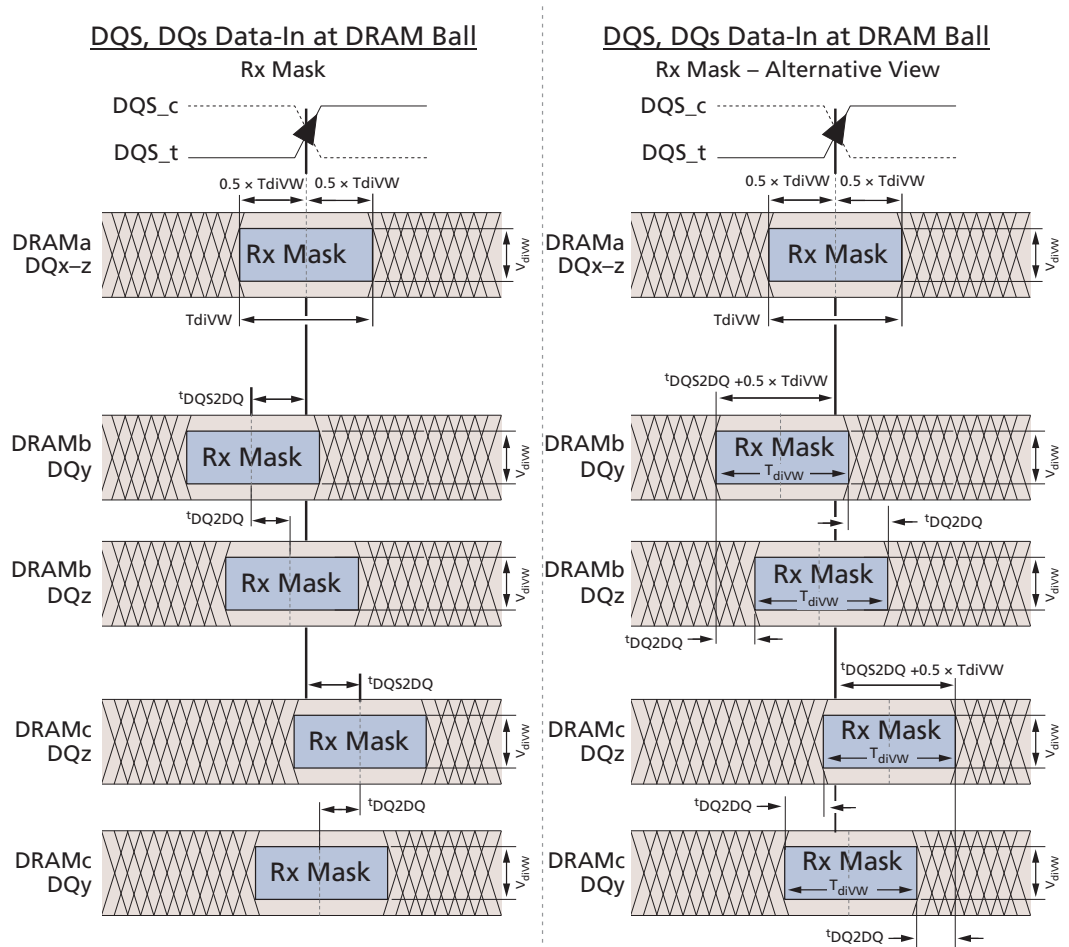 DQS, DQs Data-In at DRAM Ball
Rx Mask
DQS_c
DQS_t
0.5 × TdiVW
0.5 × TdiVW
DRAMa
DQx–z
Rx Mask
VdiVW
TdiVW
tDQS2DQ
DRAMb
DQy
Rx Mask
VdiVW
tDQ2DQ
DRAMb
DQz
Rx Mask
VdiVW
tDQS2DQ
DRAMc
DQz
Rx Mask
VdiVW
tDQ2DQ
DRAMc
DQy
Rx Mask
VdiVW
DQS, DQs Data-In at DRAM Ball
Rx Mask – Alternative View
DQS_c
DQS_t
0.5 × TdiVW
0.5 × TdiVW
DRAMa
DQx–z
Rx Mask
VdiVW
TdiVW
tDQS2DQ +0.5 × TdiVW
DRAMb
DQy
Rx Mask
TdiVW
VdiVW
tDQ2DQ
DRAMb
DQz
Rx Mask
TdiVW
VdiVW
tDQ2DQ
tDQS2DQ +0.5 × TdiVW
DRAMc
DQz
Rx Mask
TdiVW
VdiVW
tDQ2DQ
DRAMc
DQy
Rx Mask
TdiVW
VdiVW
tDQ2DQ